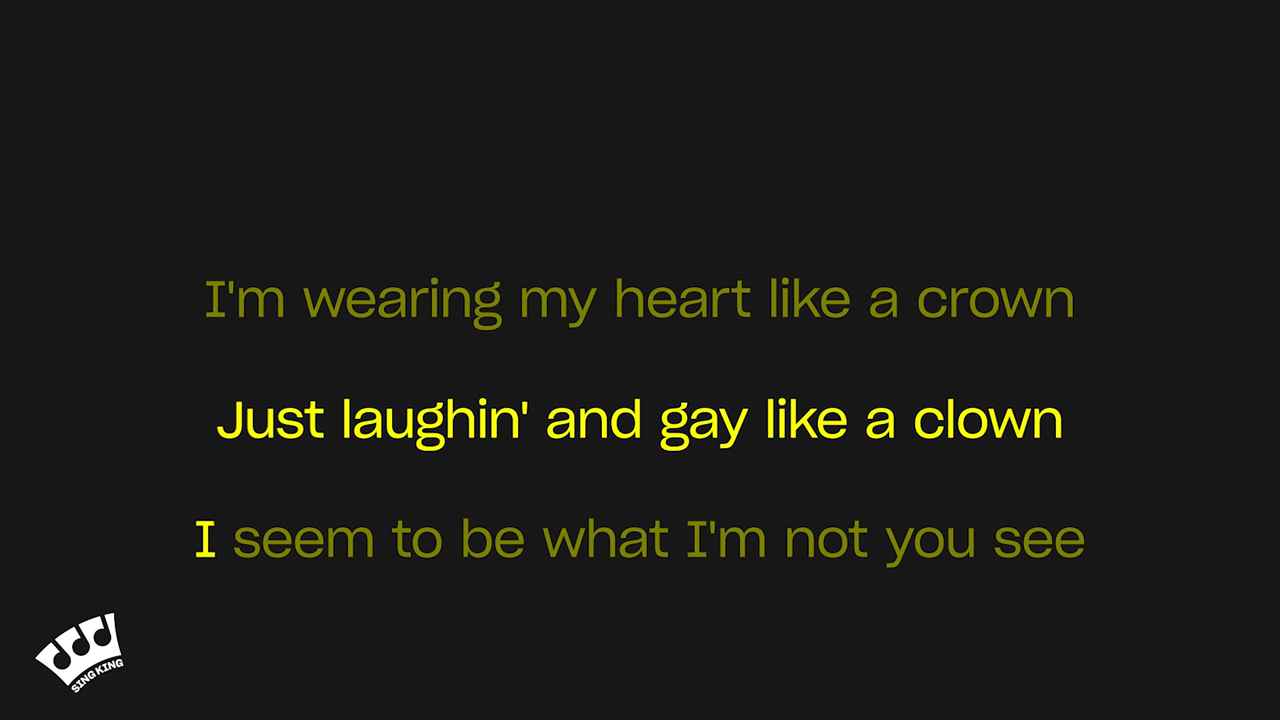 I'm wearing my heart like a crown
Just laughin' and gay like a clown
I seem to be what I'm not you see
SING KING